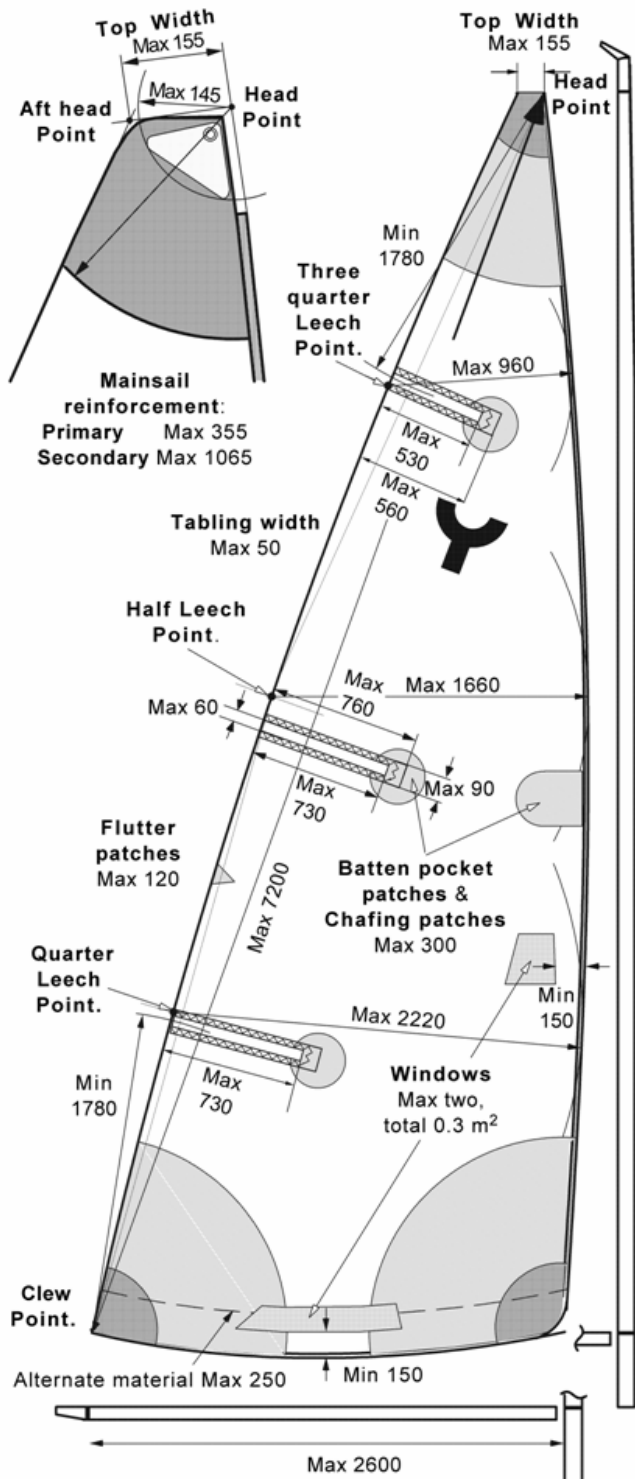 Top Width
Max 155
Max 145
Head
Point
Aft head
Point
Mainsail
reinforcement:
Primary Max 355
Secondary Max 1065
Top Width
Max 155
Head
Point
Min
1780
Three
quarter
Leech
Point.
Max 960
Max
530
Max
560
Tabling width
Max 50
Half Leech
Point.
Max
760
Max 1660
Max 60
Max
730
Max 90
Flutter
patches
Max 120
Max 7200
Batten pocket
patches &
Chafing patches
Max 300
Quarter
Leech
Point.
Min
150
Max 2220
Min
1780
Max
730
Windows
Max two,
total 0.3 m²
Clew
Point.
Alternate material Max 250
Min 150
Max 2600